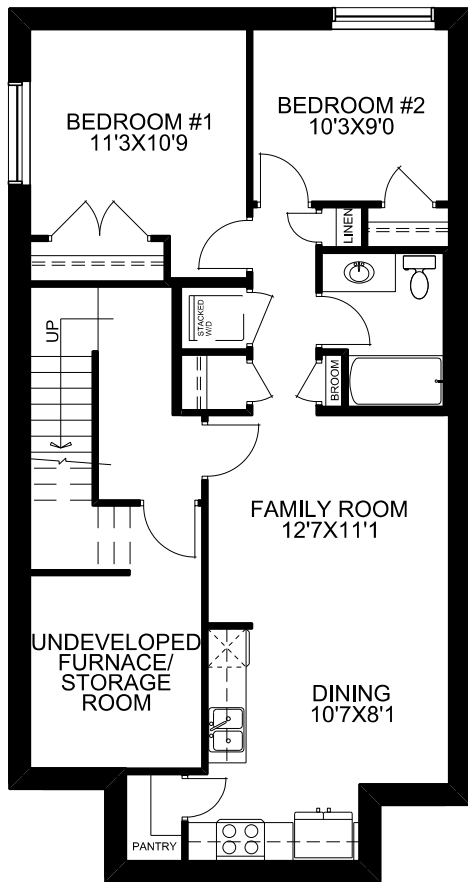 BEDROOM #1
11'3X10'9
BEDROOM #2
10'3X9'0
LINEN
UP
STACKED
W/D
BROOM
FAMILY ROOM
12'7X11'1
UNDEVELOPED
FURNACE/
STORAGE
ROOM
DINING
10'7X8'1
PANTRY